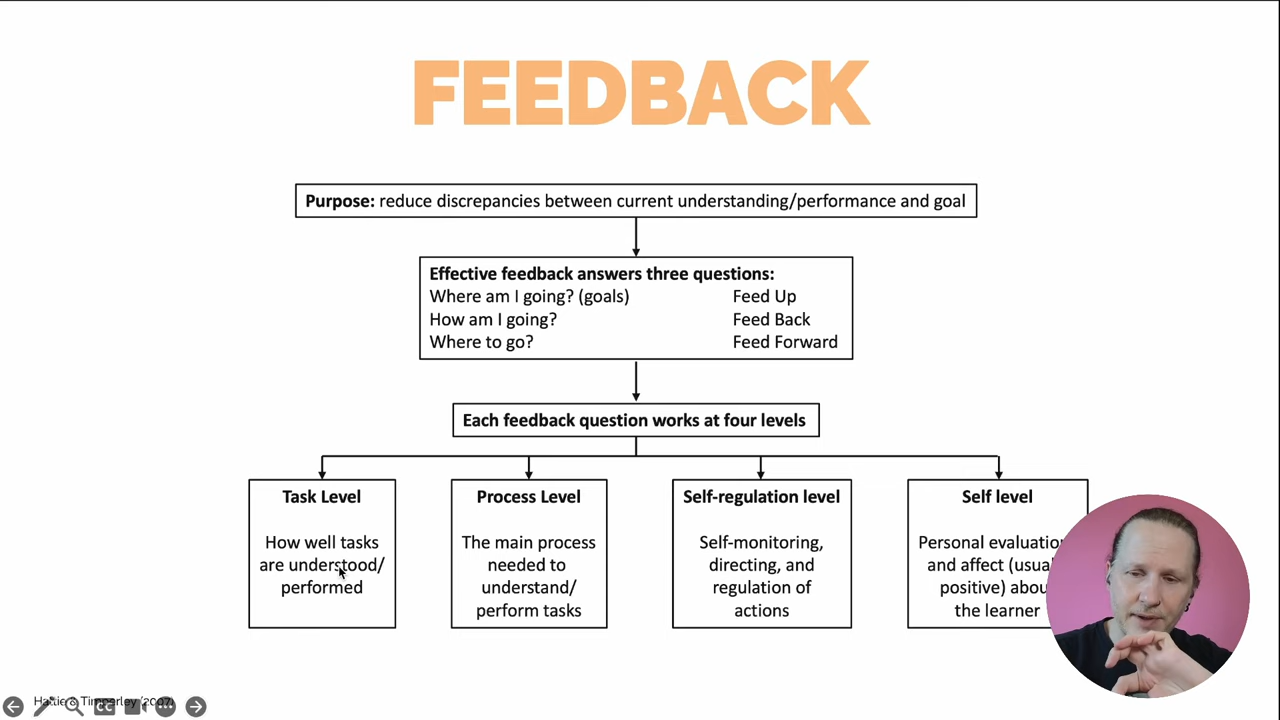 FEEDBACK
Purpose: reduce discrepancies between current understanding/performance and goal
Effective feedback answers three questions:
Where am I going? (goals) Feed Up
How am I going? Feed Back
Where to go? Feed Forward
Each feedback question works at four levels
Task Level
How well tasks
are understood/
performed
Process Level
The main process
needed to
understand/
perform tasks
Self-regulation level
Self-monitoring,
directing, and
regulation of
actions
Self level
Personal evaluation
and affect (usua
positive) abou
the learner
Hattie & Timperley (2007)
CC